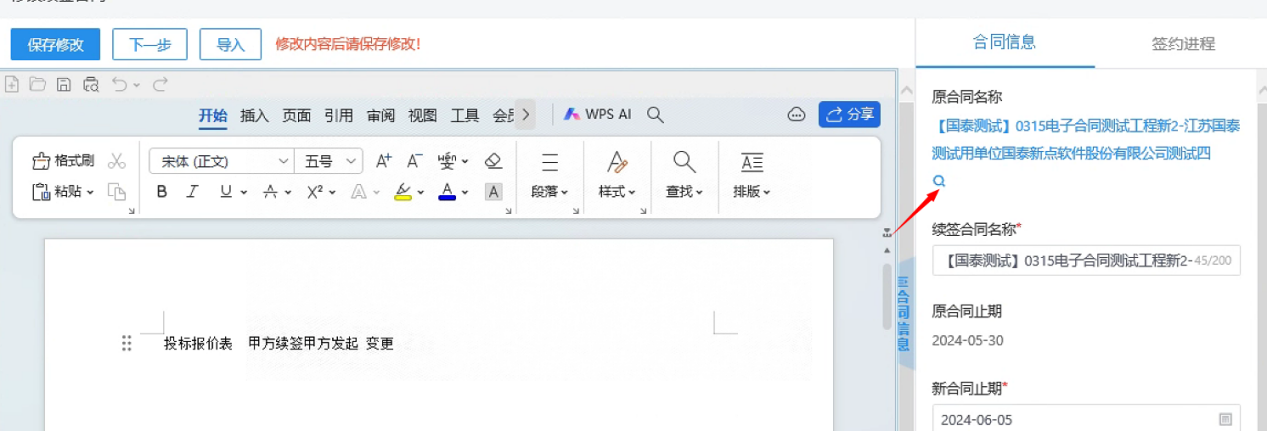 保存修改 下一步 导入 修改内容后请保存修改! 合同信息 签约进程
开始 插入 页面 引用 审阅 视图 工具 WPS AI 分享
格式刷 宋体 (正文) 五号 A+ A-
粘贴 B I U A X² A A A 段落 样式 查找 排版
投标报价表 甲方续签甲方发起 变更
合同信息
原合同名称
【国泰测试】0315电子合同测试工程新2-江苏国泰
测试用单位国泰新点软件股份有限公司测试四
续签合同名称*
【国泰测试】0315电子合同测试工程新2- 45/200
原合同止期
2024-05-30
新合同止期*
2024-06-05